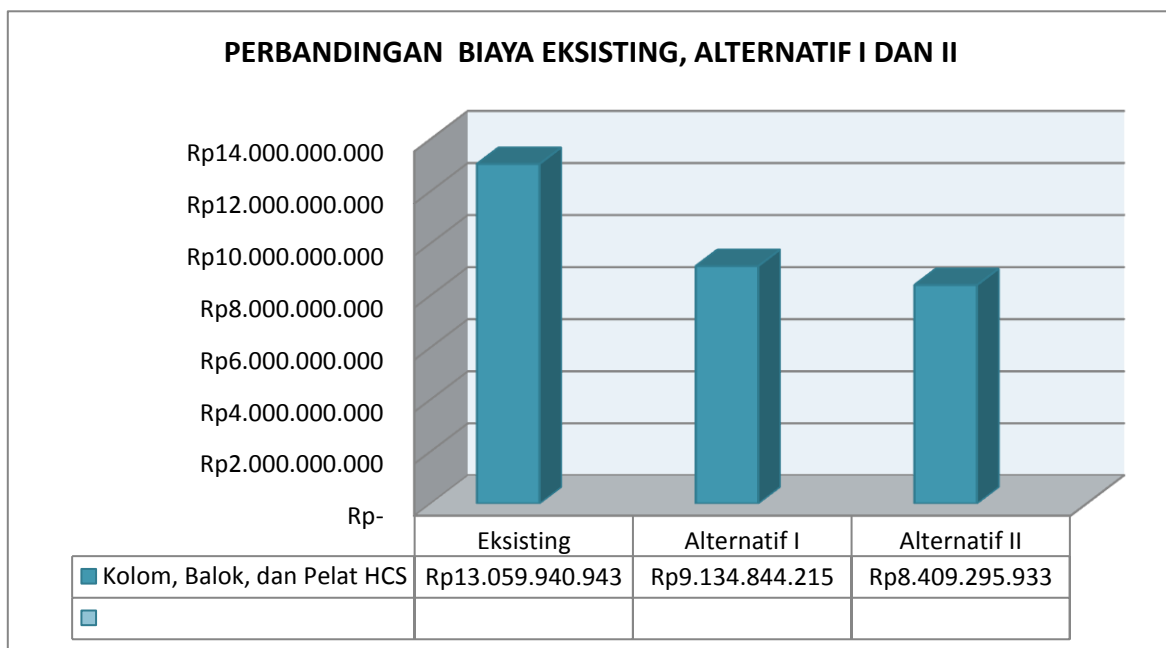 PERBANDINGAN BIAYA EKSISTING, ALTERNATIF I DAN II
Rp14.000.000.000
Rp12.000.000.000
Rp10.000.000.000
Rp8.000.000.000
Rp6.000.000.000
Rp4.000.000.000
Rp2.000.000.000
Rp-
Eksisting Alternatif I Alternatif II
Kolom, Balok, dan Pelat HCS Rp13.059.940.943 Rp9.134.844.215 Rp8.409.295.933